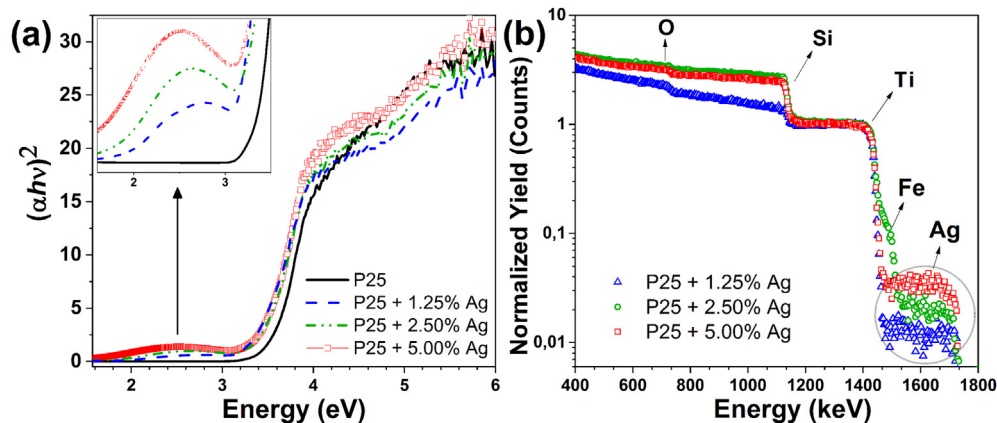 (a)
2
3
(αhν)²
30
25
20
15
10
5
0
2
3
4
5
6
Energy (eV)
P25
P25 + 1.25% Ag
P25 + 2.50% Ag
P25 + 5.00% Ag
(b)
O
Si
Ti
Fe
Ag
Normalized Yield (Counts)
10
1
0,1
0,01
P25 + 1.25% Ag
P25 + 2.50% Ag
P25 + 5.00% Ag
400
600
800
1000
1200
1400
1600
1800
Energy (keV)